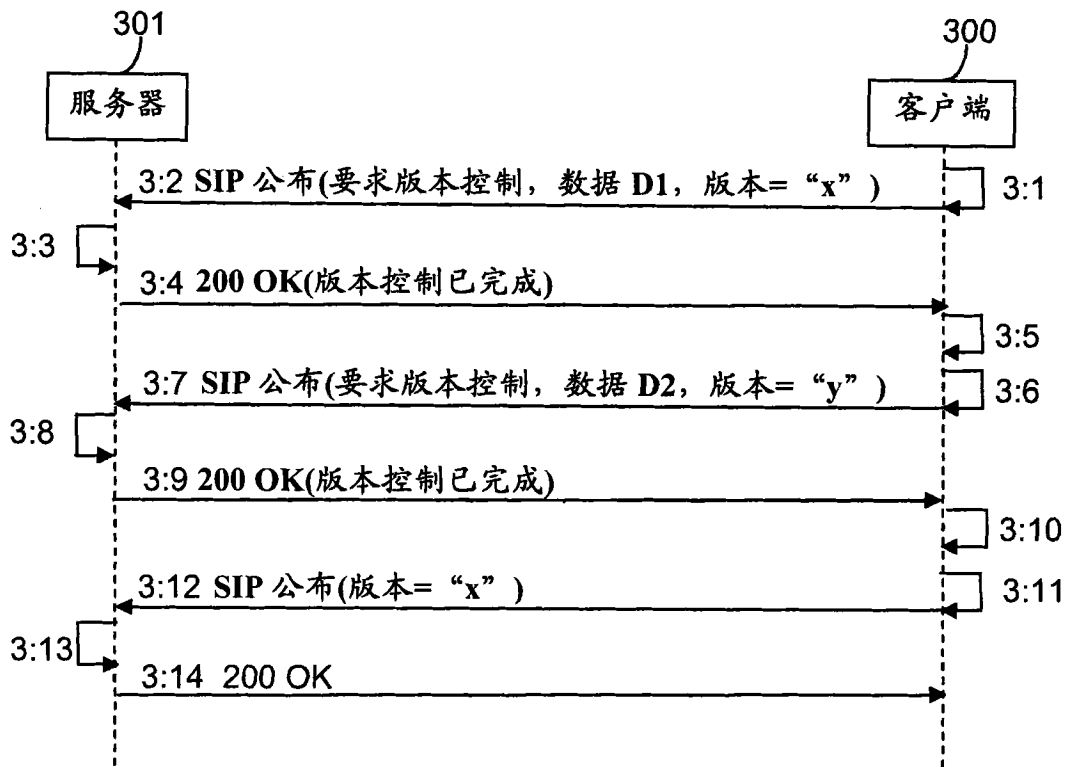 301
300
服务器
客户端
3:2 SIP 公布(要求版本控制，数据 D1，版本=“x”)
3:1
3:3
3:4 200 OK(版本控制已完成)
3:5
3:7 SIP 公布(要求版本控制，数据 D2，版本=“y”)
3:6
3:8
3:9 200 OK(版本控制已完成)
3:10
3:12 SIP 公布(版本=“x”)
3:11
3:13
3:14 200 OK